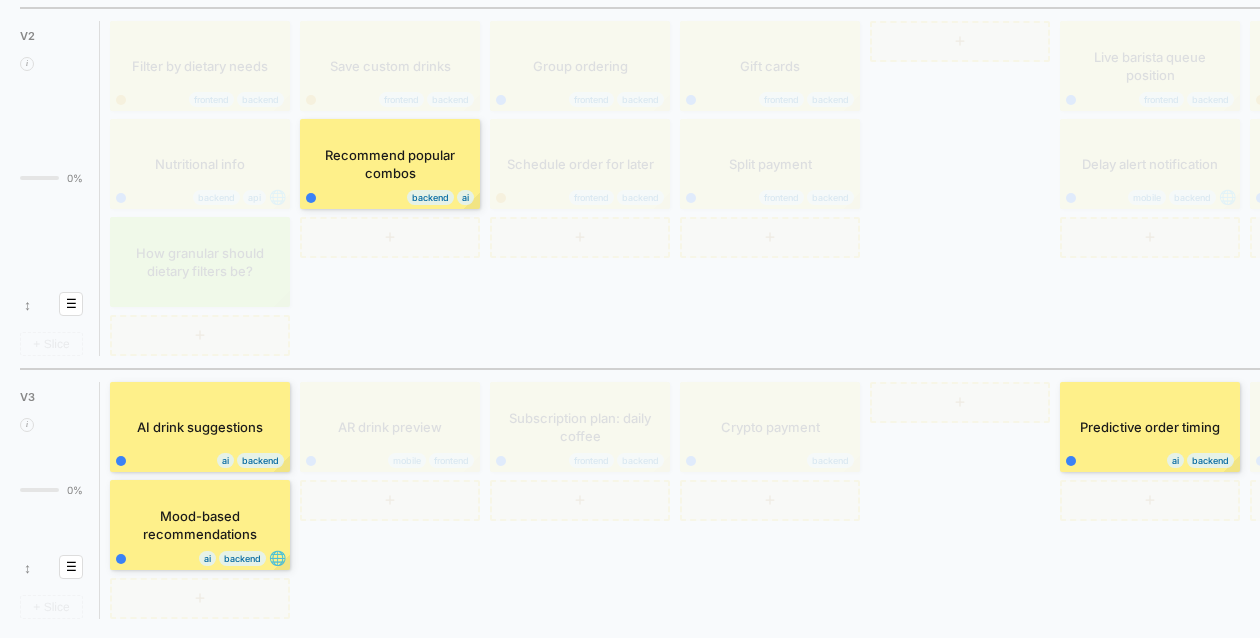 V2
i
0%
↕
☰
+ Slice
Filter by dietary needs
frontend backend
Save custom drinks
frontend backend
Group ordering
frontend backend
Gift cards
frontend backend
+
Live barista queue
position
frontend backend
Nutritional info
backend api
Recommend popular
combos
backend ai
Schedule order for later
frontend backend
Split payment
frontend backend
Delay alert notification
mobile backend
How granular should
dietary filters be?
+
+
+
+
+
V3
i
0%
↕
☰
+ Slice
AI drink suggestions
ai backend
AR drink preview
mobile frontend
Subscription plan: daily
coffee
frontend backend
Crypto payment
backend
+
Predictive order timing
ai backend
Mood-based
recommendations
ai backend
+
+
+
+
+